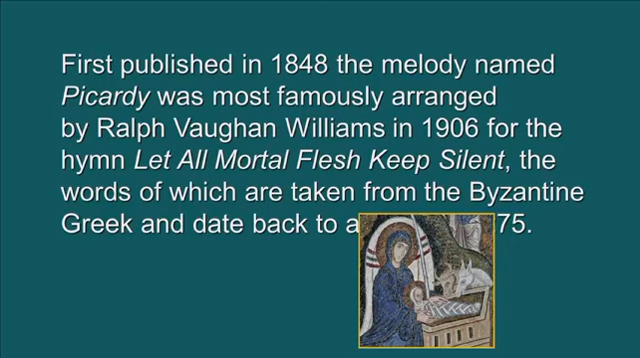 First published in 1848 the melody named
Picardy was most famously arranged
by Ralph Vaughan Williams in 1906 for the
hymn Let All Mortal Flesh Keep Silent, the
words of which are taken from the Byzantine
Greek and date back to